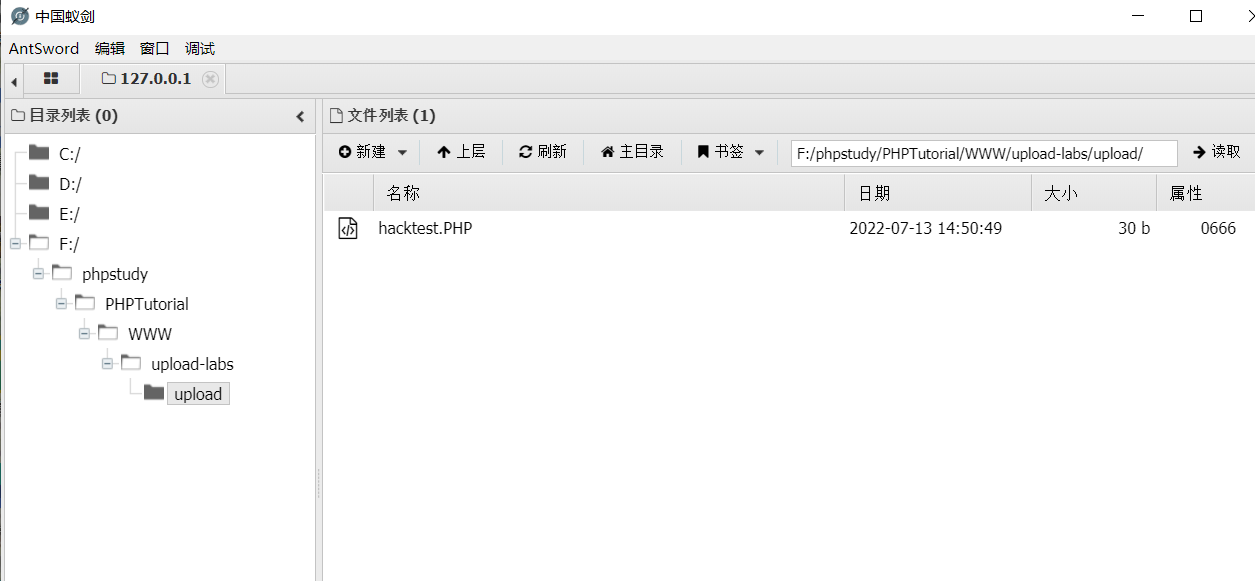 中国蚁剑
AntSword 编辑 窗口 调试
127.0.0.1
目录列表 (0)
文件列表 (1)
新建 上层 刷新 主目录 书签 F:/phpstudy/PHPTutorial/WWW/upload-labs/upload/ 读取
名称 日期 大小 属性
hacktest.PHP 2022-07-13 14:50:49 30 b 0666
C:/
D:/
E:/
F:/
phpstudy
PHPTutorial
WWW
upload-labs
upload